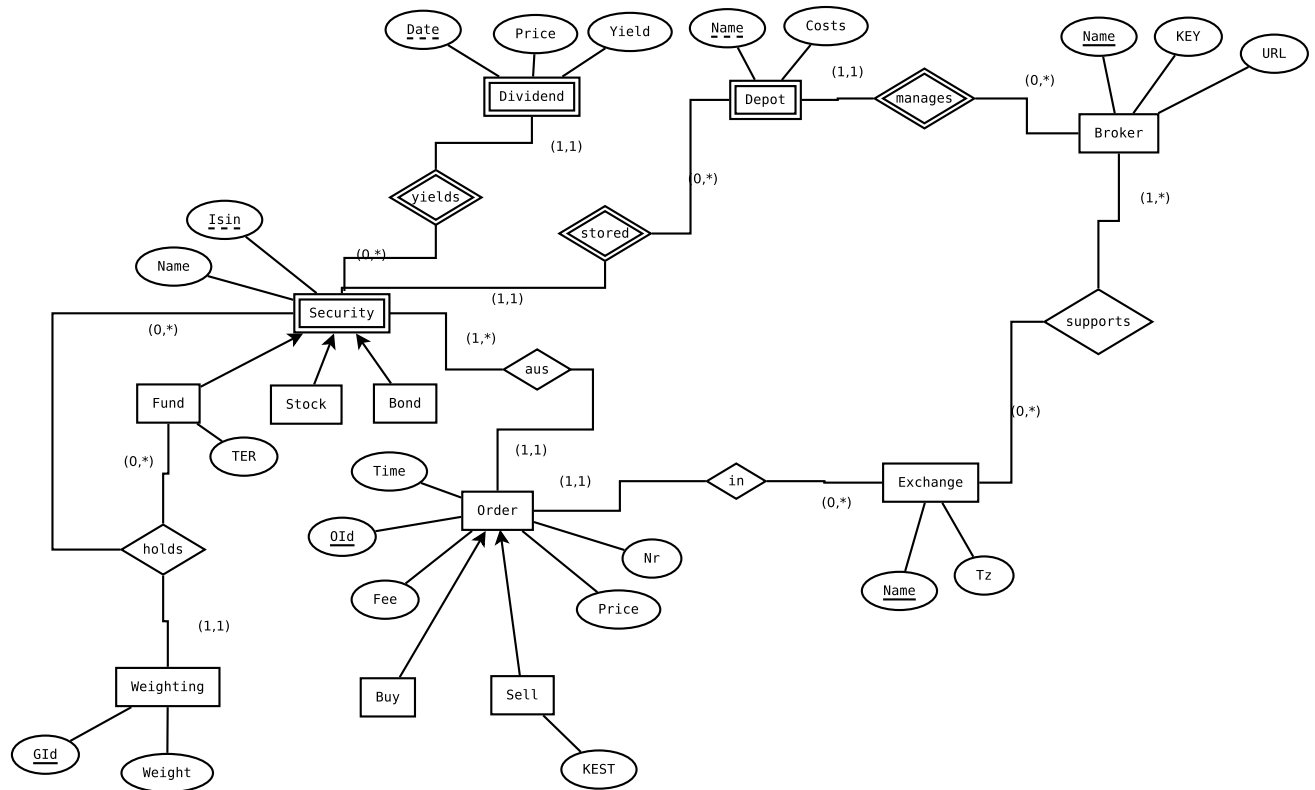 Date
Price
Yield
Name
Costs
Name
KEY
URL
Dividend
Depot
(1,1)
manages
(0,*)
Broker
(1,1)
yields
(0,*)
(1,*)
Isin
stored
Name
(0,*)
(1,1)
Security
(0,*)
(1,*)
supports
aus
Fund
Stock
Bond
(0,*)
TER
(0,*)
(1,1)
Time
(1,1)
in
Exchange
(0,*)
Order
OId
holds
Nr
Fee
Price
Name
Tz
(1,1)
Weighting
Buy
Sell
GId
Weight
KEST